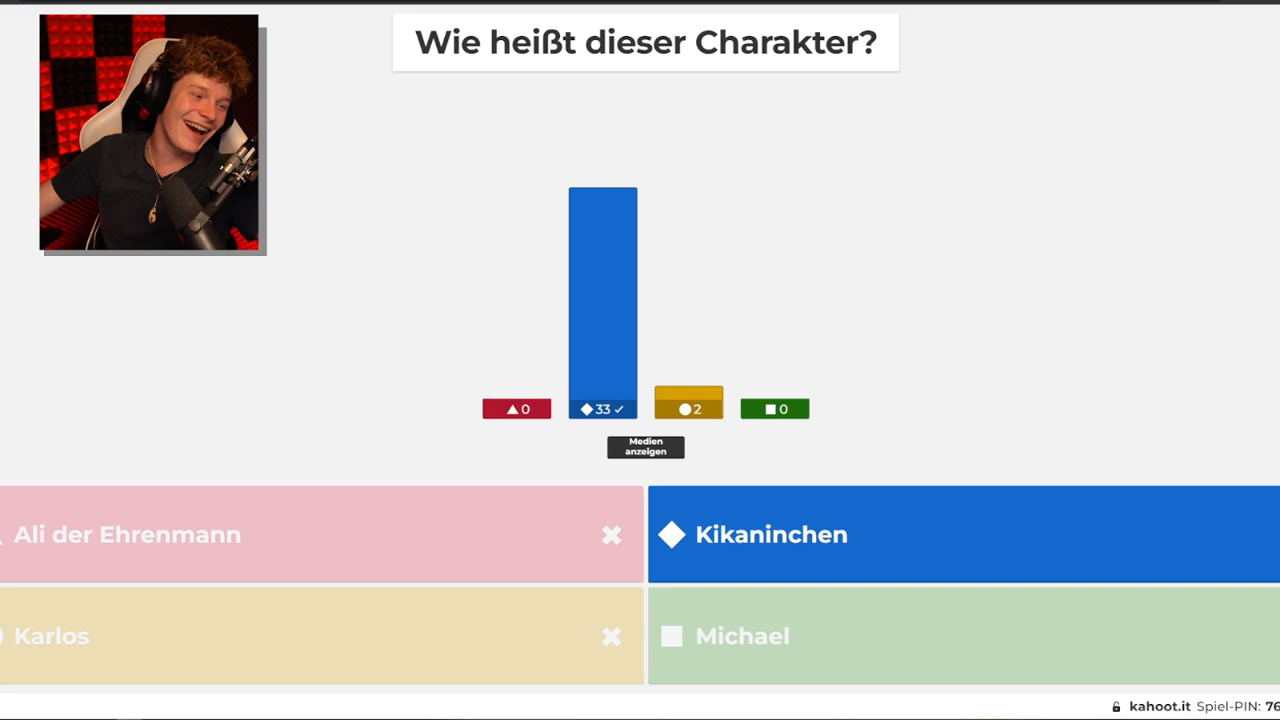 Wie heißt dieser Charakter?
0
33
2
0
Medien
anzeigen
Ali der Ehrenmann
Kikaninchen
Karlos
Michael
kahoot.it Spiel-PIN: 76